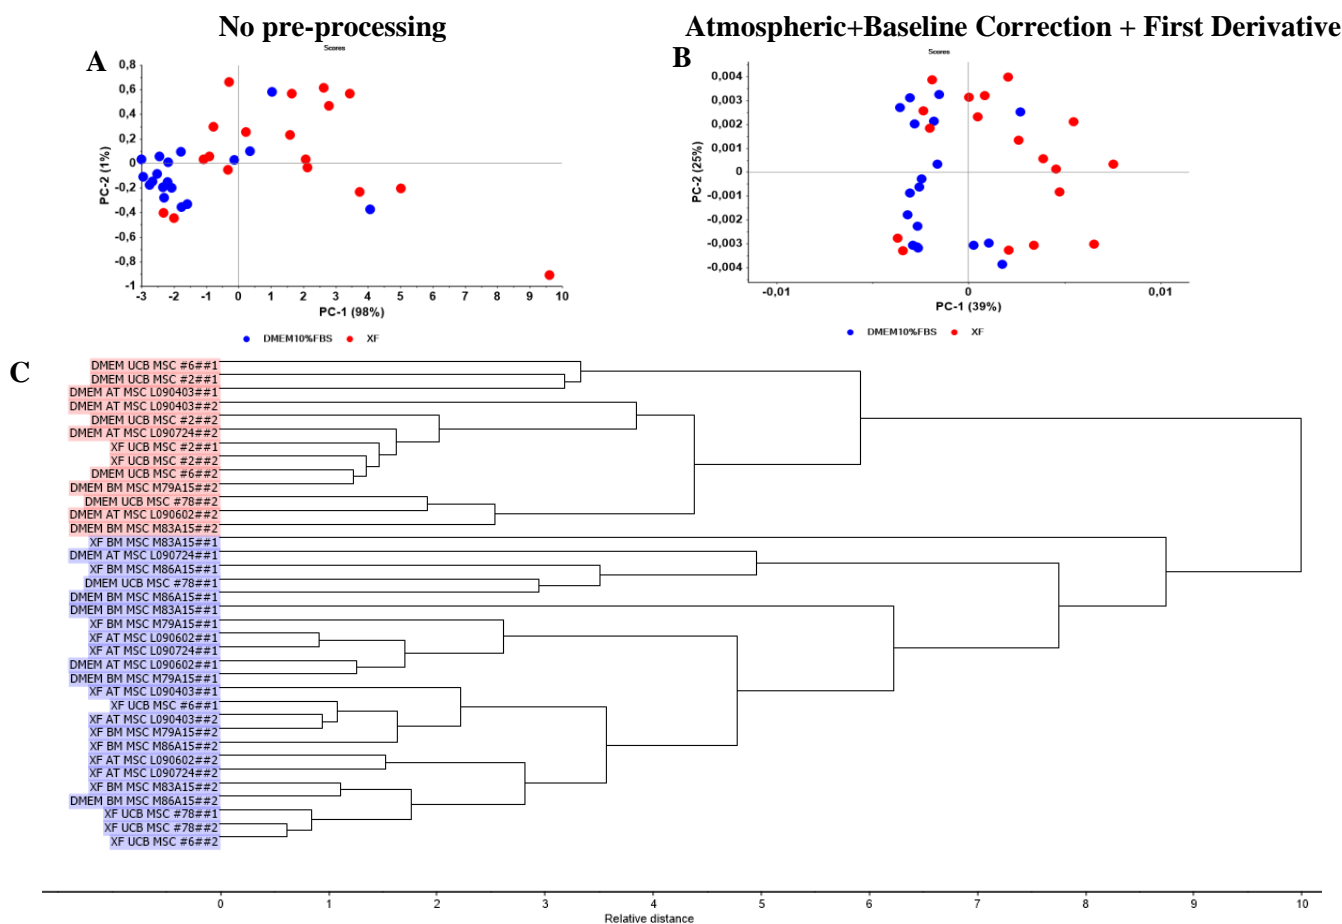 No pre-processing
Atmospheric+Baseline Correction + First Derivative
A
Scores
0,8
0,6
0,4
0,2
0
-0,2
-0,4
-0,6
-0,8
-1
PC-2 (1%)
-3 -2 -1 0 1 2 3 4 5 6 7 8 9 10
PC-1 (98%)
DMEM10%FBS XF
B
Scores
0,004
0,003
0,002
0,001
0
-0,001
-0,002
-0,003
-0,004
PC-2 (25%)
-0,01 0 0,01
PC-1 (39%)
DMEM10%FBS XF
C
DMEM UCB MSC #6##1
DMEM UCB MSC #2##1
DMEM AT MSC L090403##1
DMEM AT MSC L090403##2
DMEM UCB MSC #2##2
DMEM AT MSC L090724##2
XF UCB MSC #2##1
XF UCB MSC #2##2
DMEM UCB MSC #6##2
DMEM BM MSC M79A15##2
DMEM UCB MSC #78##2
DMEM AT MSC L090602##2
DMEM BM MSC M83A15##2
XF BM MSC M83A15##1
DMEM AT MSC L090724##1
XF BM MSC M86A15##1
DMEM UCB MSC #78##1
DMEM BM MSC M86A15##1
DMEM BM MSC M83A15##1
XF BM MSC M79A15##1
XF AT MSC L090602##1
XF AT MSC L090724##1
DMEM AT MSC L090602##1
DMEM BM MSC M79A15##1
XF AT MSC L090403##1
XF UCB MSC #6##1
XF AT MSC L090403##2
XF BM MSC M79A15##2
XF BM MSC M86A15##2
XF AT MSC L090602##2
XF AT MSC L090724##2
XF BM MSC M83A15##2
DMEM BM MSC M86A15##2
XF UCB MSC #78##1
XF UCB MSC #78##2
XF UCB MSC #6##2
0 1 2 3 4 5 6 7 8 9 10
Relative distance